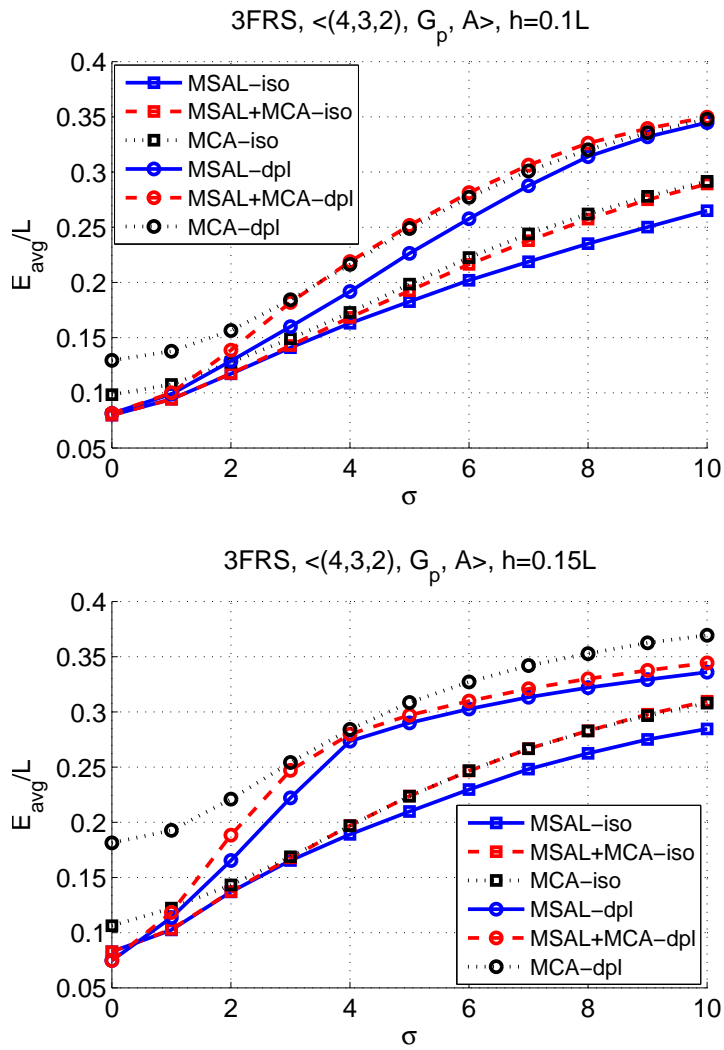 3FRS, <(4,3,2), G_p, A>, h=0.1L
0.4
0.35
0.3
0.25
0.2
0.15
0.1
0.05
E_avg/L
MSAL−iso
MSAL+MCA−iso
MCA−iso
MSAL−dpl
MSAL+MCA−dpl
MCA−dpl
0 2 4 6 8 10
σ
3FRS, <(4,3,2), G_p, A>, h=0.15L
0.4
0.35
0.3
0.25
0.2
0.15
0.1
0.05
E_avg/L
MSAL−iso
MSAL+MCA−iso
MCA−iso
MSAL−dpl
MSAL+MCA−dpl
MCA−dpl
0 2 4 6 8 10
σ